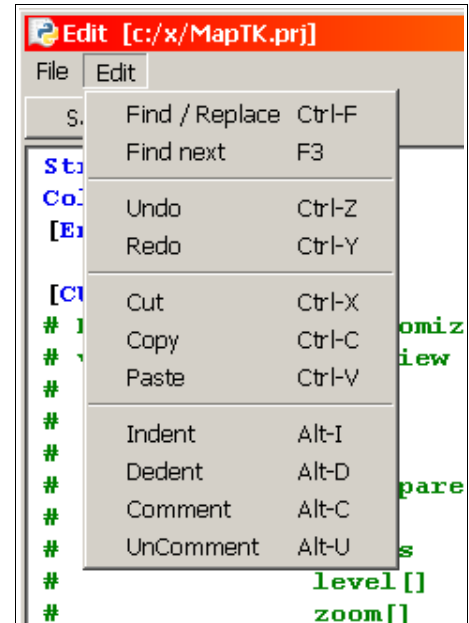 Edit [c:/x/MapTK.prj]
File Edit
Find / Replace Ctrl-F
Find next F3
Undo Ctrl-Z
Redo Ctrl-Y
Cut Ctrl-X
Copy Ctrl-C
Paste Ctrl-V
Indent Alt-I
Dedent Alt-D
Comment Alt-C
UnComment Alt-U
# level[]
# zoom[]